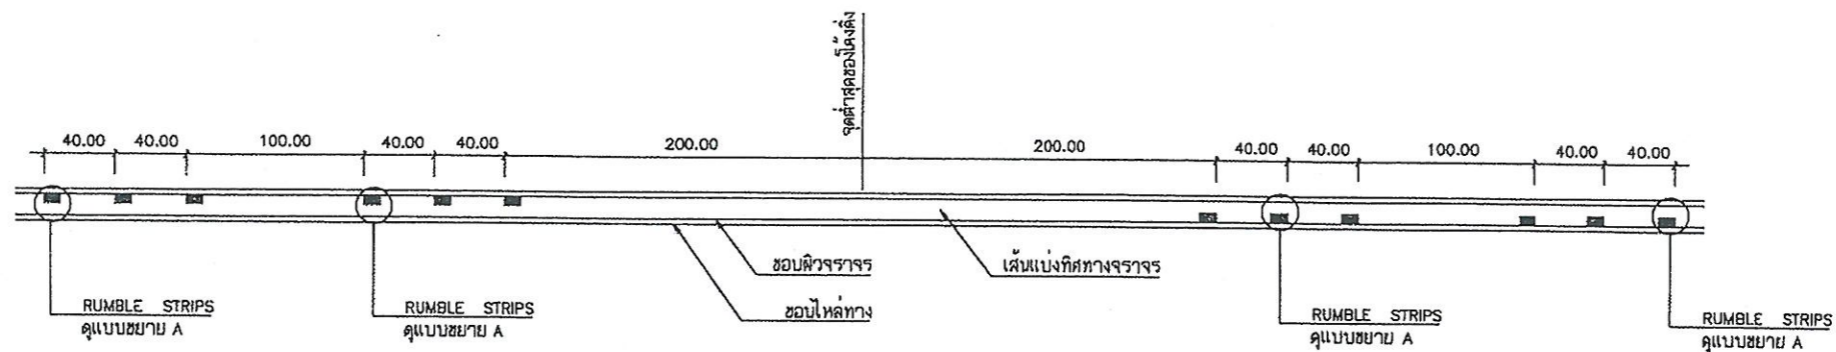 จุดต่ำสุดของโค้งดิ่ง
40.00 40.00 100.00 40.00 40.00 200.00 200.00 40.00 40.00 100.00 40.00 40.00
ขอบผิวจราจร
เส้นแบ่งทิศทางจราจร
ขอบไหล่ทาง
RUMBLE STRIPS
ดูแบบขยาย A
RUMBLE STRIPS
ดูแบบขยาย A
RUMBLE STRIPS
ดูแบบขยาย A
RUMBLE STRIPS
ดูแบบขยาย A